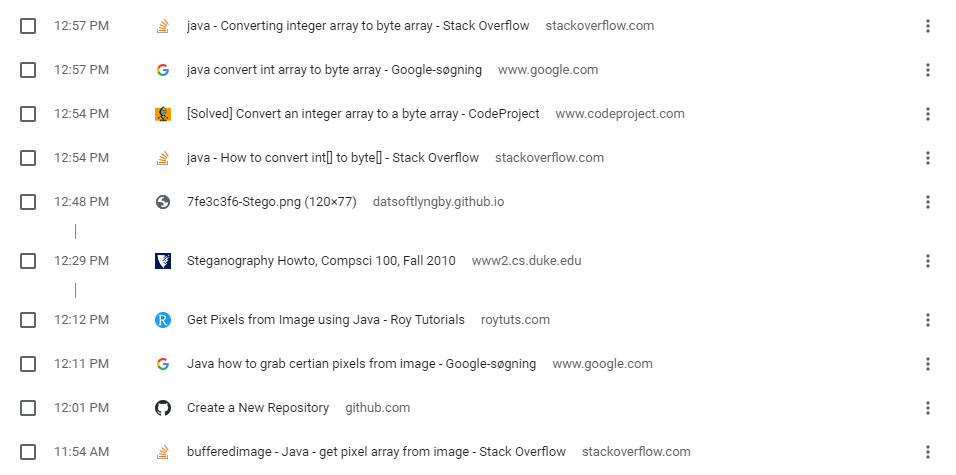 12:57 PM java - Converting integer array to byte array - Stack Overflow stackoverflow.com
12:57 PM java convert int array to byte array - Google-søgning www.google.com
12:54 PM [Solved] Convert an integer array to a byte array - CodeProject www.codeproject.com
12:54 PM java - How to convert int[] to byte[] - Stack Overflow stackoverflow.com
12:48 PM 7fe3c3f6-Stego.png (120×77) datsoftlyngby.github.io
12:29 PM Steganography Howto, Compsci 100, Fall 2010 www2.cs.duke.edu
12:12 PM Get Pixels from Image using Java - Roy Tutorials roytuts.com
12:11 PM Java how to grab certian pixels from image - Google-søgning www.google.com
12:01 PM Create a New Repository github.com
11:54 AM bufferedimage - Java - get pixel array from image - Stack Overflow stackoverflow.com